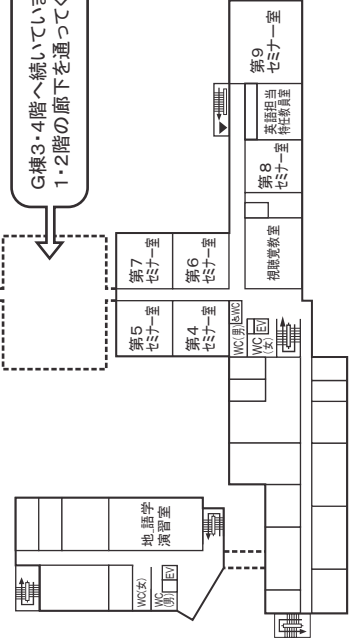 G棟3・4階へ続いていま
1・2階の廊下を通ってく
第9
セミナー室
英語担当
特任教員室
第8
セミナー室
視聴覚教室
第7
セミナー室
第6
セミナー室
第5
セミナー室
第4
セミナー室
WC(男)&WC
WC
(女)
EV
地・語学
演習室
WC(女)
WC
(男)
EV